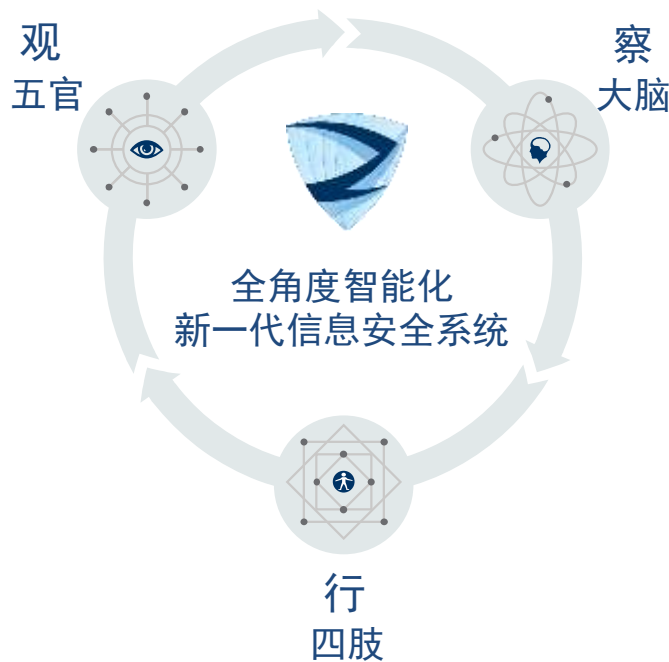 观
五官
察
大脑
全角度智能化
新一代信息安全系统
行
四肢